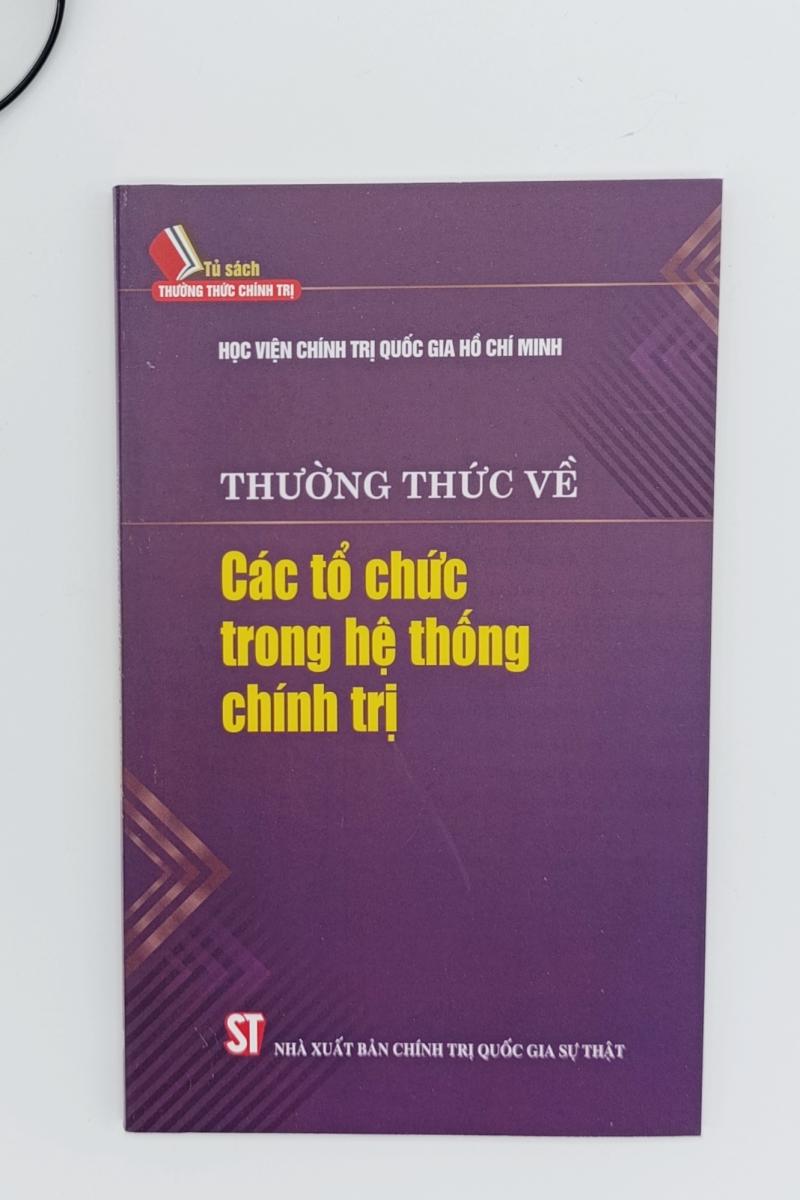 Tủ sách
THƯỜNG THỨC CHÍNH TRỊ
HỌC VIỆN CHÍNH TRỊ QUỐC GIA HỒ CHÍ MINH
THƯỜNG THỨC VỀ
Các tổ chức
trong hệ thống
chính trị
ST
NHÀ XUẤT BẢN CHÍNH TRỊ QUỐC GIA SỰ THẬT